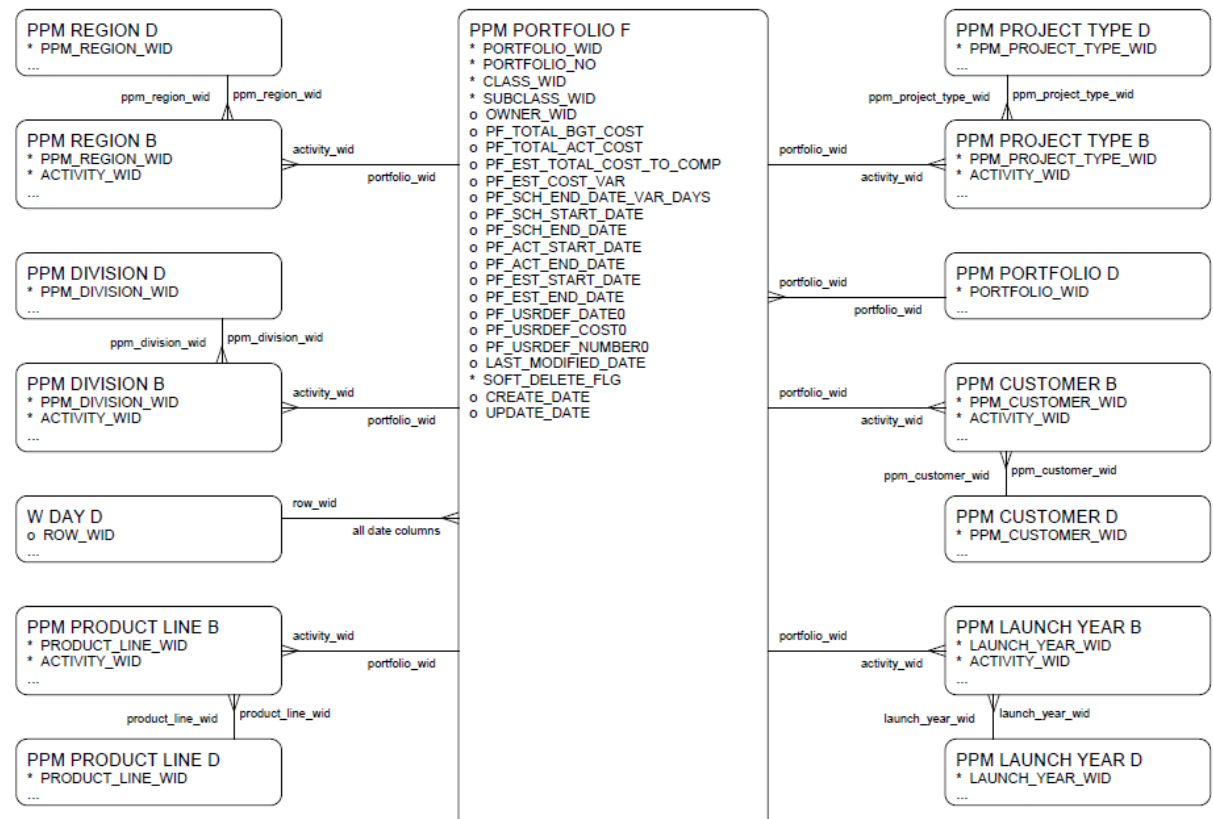 PPM REGION D
* PPM_REGION_WID
...
ppm_region_wid
ppm_region_wid
PPM REGION B
* PPM_REGION_WID
* ACTIVITY_WID
...
activity_wid
portfolio_wid
PPM DIVISION D
* PPM_DIVISION_WID
...
ppm_division_wid
ppm_division_wid
PPM DIVISION B
* PPM_DIVISION_WID
* ACTIVITY_WID
...
activity_wid
portfolio_wid
W DAY D
o ROW_WID
...
row_wid
all date columns
PPM PRODUCT LINE B
* PRODUCT_LINE_WID
* ACTIVITY_WID
...
activity_wid
portfolio_wid
product_line_wid
product_line_wid
PPM PRODUCT LINE D
* PRODUCT_LINE_WID
...
PPM PORTFOLIO F
* PORTFOLIO_WID
* PORTFOLIO_NO
* CLASS_WID
* SUBCLASS_WID
o OWNER_WID
o PF_TOTAL_BGT_COST
o PF_TOTAL_ACT_COST
o PF_EST_TOTAL_COST_TO_COMP
o PF_EST_COST_VAR
o PF_SCH_END_DATE_VAR_DAYS
o PF_SCH_START_DATE
o PF_SCH_END_DATE
o PF_ACT_START_DATE
o PF_ACT_END_DATE
o PF_EST_START_DATE
o PF_EST_END_DATE
o PF_USRDEF_DATE0
o PF_USRDEF_COST0
o PF_USRDEF_NUMBER0
o LAST_MODIFIED_DATE
* SOFT_DELETE_FLG
o CREATE_DATE
o UPDATE_DATE
PPM PROJECT TYPE D
* PPM_PROJECT_TYPE_WID
...
ppm_project_type_wid
ppm_project_type_wid
PPM PROJECT TYPE B
* PPM_PROJECT_TYPE_WID
* ACTIVITY_WID
...
portfolio_wid
activity_wid
PPM PORTFOLIO D
* PORTFOLIO_WID
...
portfolio_wid
portfolio_wid
PPM CUSTOMER B
* PPM_CUSTOMER_WID
* ACTIVITY_WID
...
portfolio_wid
activity_wid
ppm_customer_wid
ppm_customer_wid
PPM CUSTOMER D
* PPM_CUSTOMER_WID
...
PPM LAUNCH YEAR B
* LAUNCH_YEAR_WID
* ACTIVITY_WID
...
portfolio_wid
activity_wid
launch_year_wid
launch_year_wid
PPM LAUNCH YEAR D
* LAUNCH_YEAR_WID
...